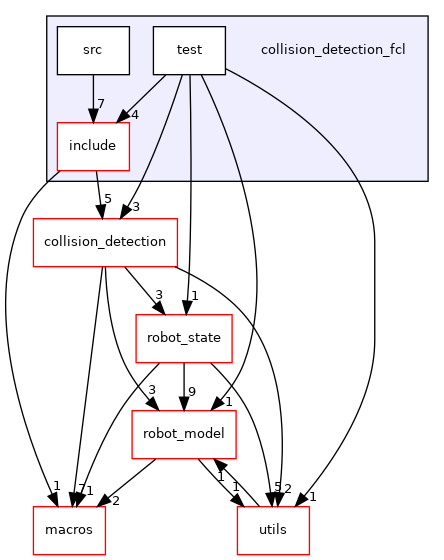 src
test
collision_detection_fcl
7
4
include
5
3
collision_detection
3
1
robot_state
3
9
1
robot_model
1
7
1
2
1
1
5
2
1
macros
utils